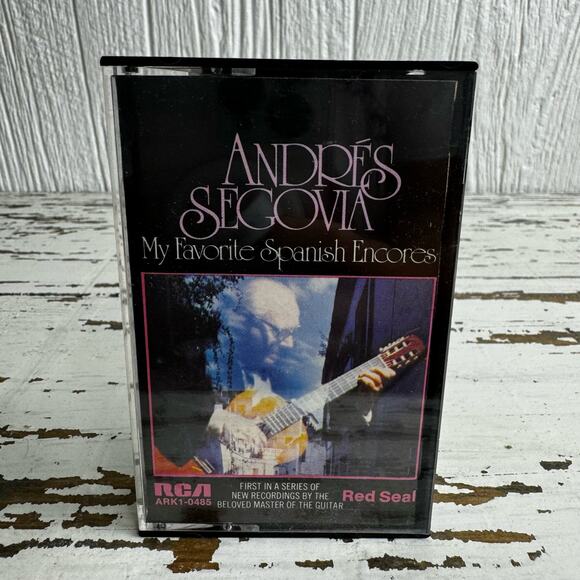 ANDRÉS
SEGOVIA
My Favorite Spanish Encores
RCA
ARK1-0485
FIRST IN A SERIES OF
NEW RECORDINGS BY THE
BELOVED MASTER OF THE GUITAR
Red Seal